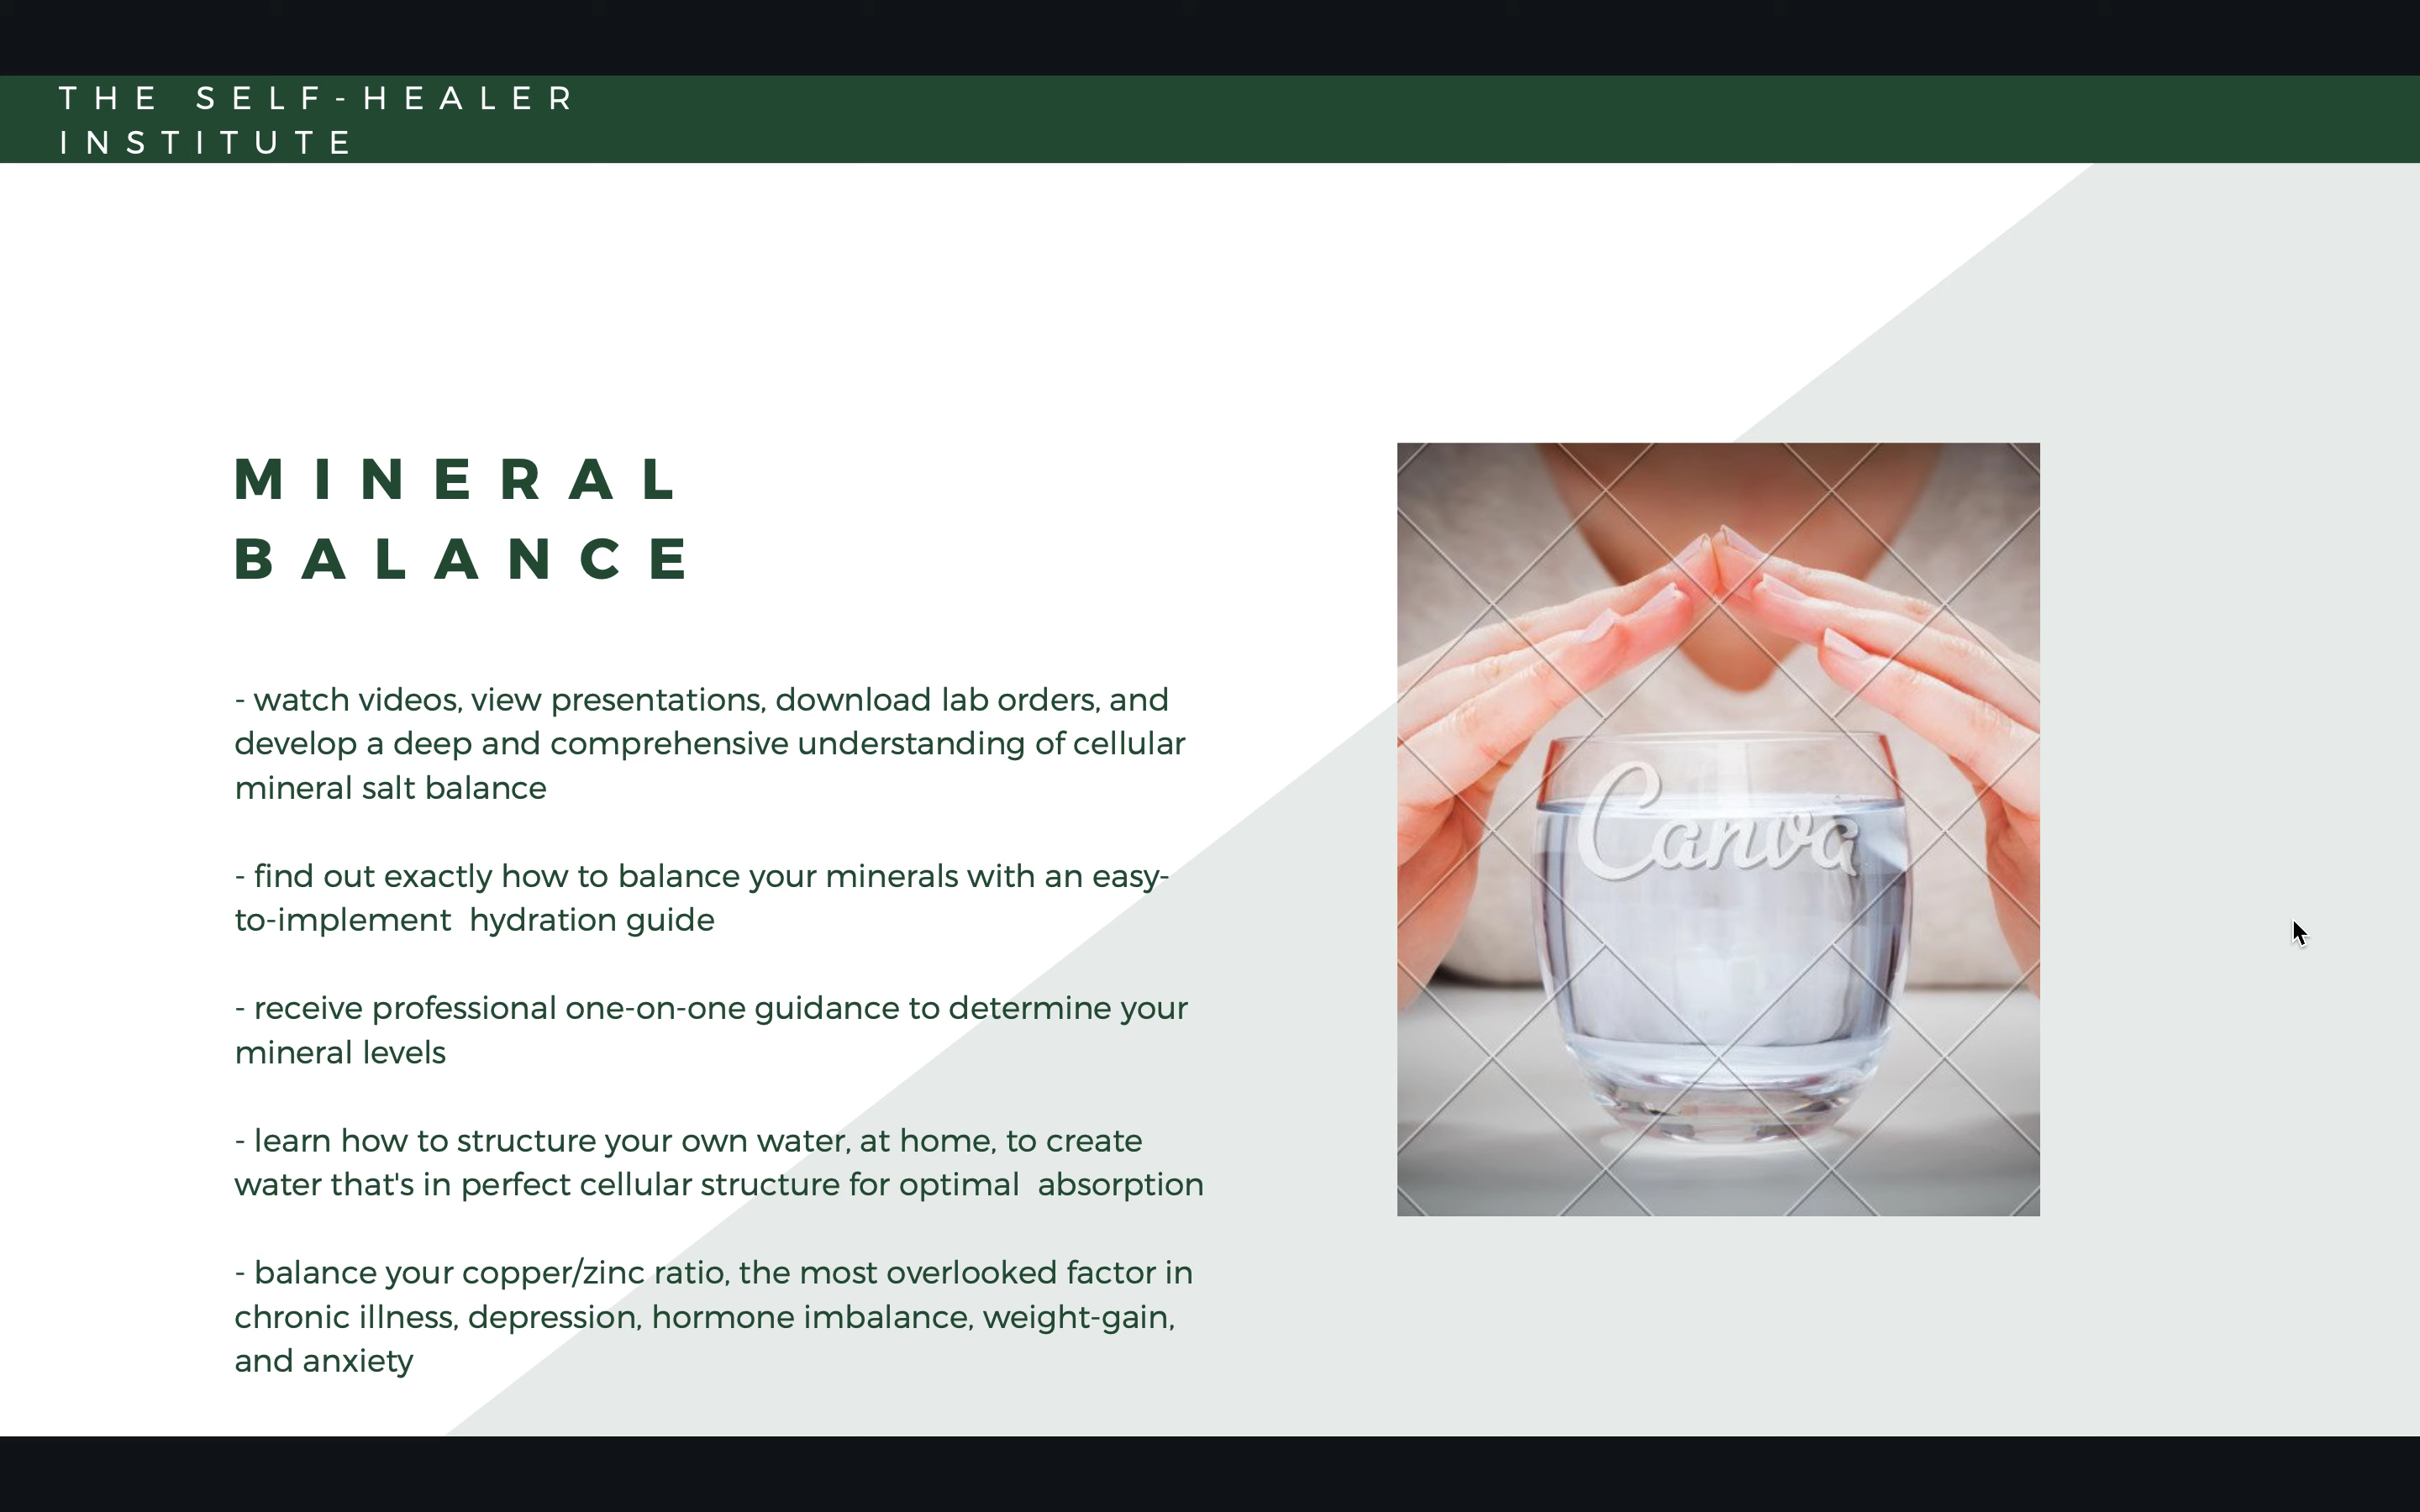 THE SELF-HEALER
INSTITUTE
MINERAL
BALANCE
- watch videos, view presentations, download lab orders, and
develop a deep and comprehensive understanding of cellular
mineral salt balance
- find out exactly how to balance your minerals with an easy-
to-implement  hydration guide
- receive professional one-on-one guidance to determine your
mineral levels
- learn how to structure your own water, at home, to create
water that's in perfect cellular structure for optimal  absorption
- balance your copper/zinc ratio, the most overlooked factor in
chronic illness, depression, hormone imbalance, weight-gain,
and anxiety
Canva